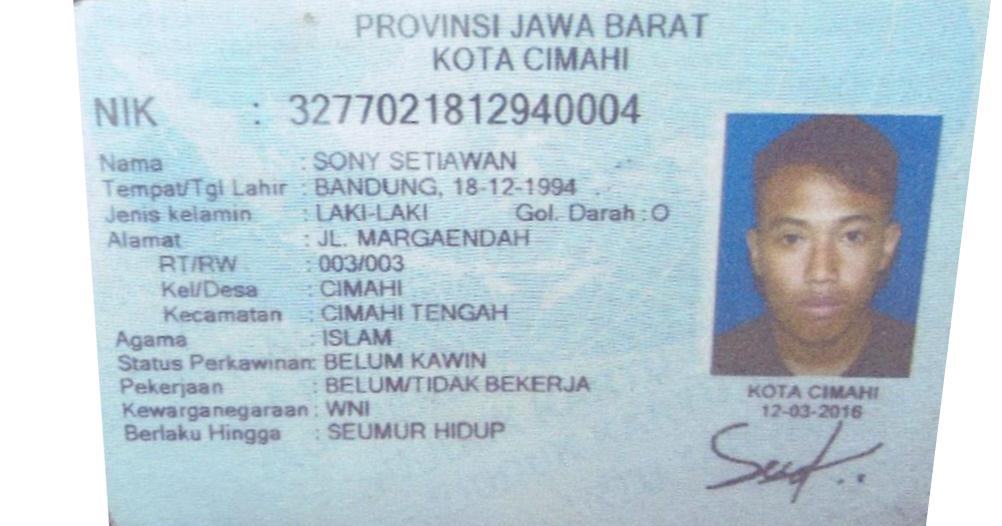 PROVINSI JAWA BARAT
KOTA CIMAHI
NIK : 3277021812940004
Nama : SONY SETIAWAN
Tempat/Tgl Lahir : BANDUNG, 18-12-1994
Jenis kelamin : LAKI-LAKI Gol. Darah : O
Alamat : JL. MARGAENDAH
RT/RW : 003/003
Kel/Desa : CIMAHI
Kecamatan : CIMAHI TENGAH
Agama : ISLAM
Status Perkawinan: BELUM KAWIN
Pekerjaan : BELUM/TIDAK BEKERJA
Kewarganegaraan : WNI
Berlaku Hingga : SEUMUR HIDUP
KOTA CIMAHI
12-03-2016